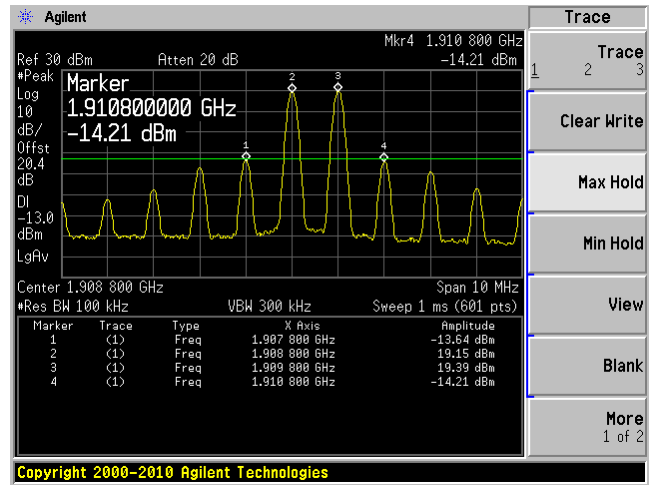 Agilent
Trace
Mkr4 1.910 800 GHz
Ref 30 dBm Atten 20 dB -14.21 dBm
#Peak
Log
10
dB/
Offst
20.4
dB
DI
-13.0
dBm
LgAv
Marker
1.910800000 GHz
-14.21 dBm
1
2
3
4
Center 1.908 800 GHz Span 10 MHz
#Res BW 100 kHz VBW 300 kHz Sweep 1 ms (601 pts)
Marker Trace Type X Axis Amplitude
1 (1) Freq 1.907 800 GHz -13.64 dBm
2 (1) Freq 1.908 800 GHz 19.15 dBm
3 (1) Freq 1.909 800 GHz 19.39 dBm
4 (1) Freq 1.910 800 GHz -14.21 dBm
Trace
1 2 3
Clear Write
Max Hold
Min Hold
View
Blank
More
1 of 2
Copyright 2000-2010 Agilent Technologies